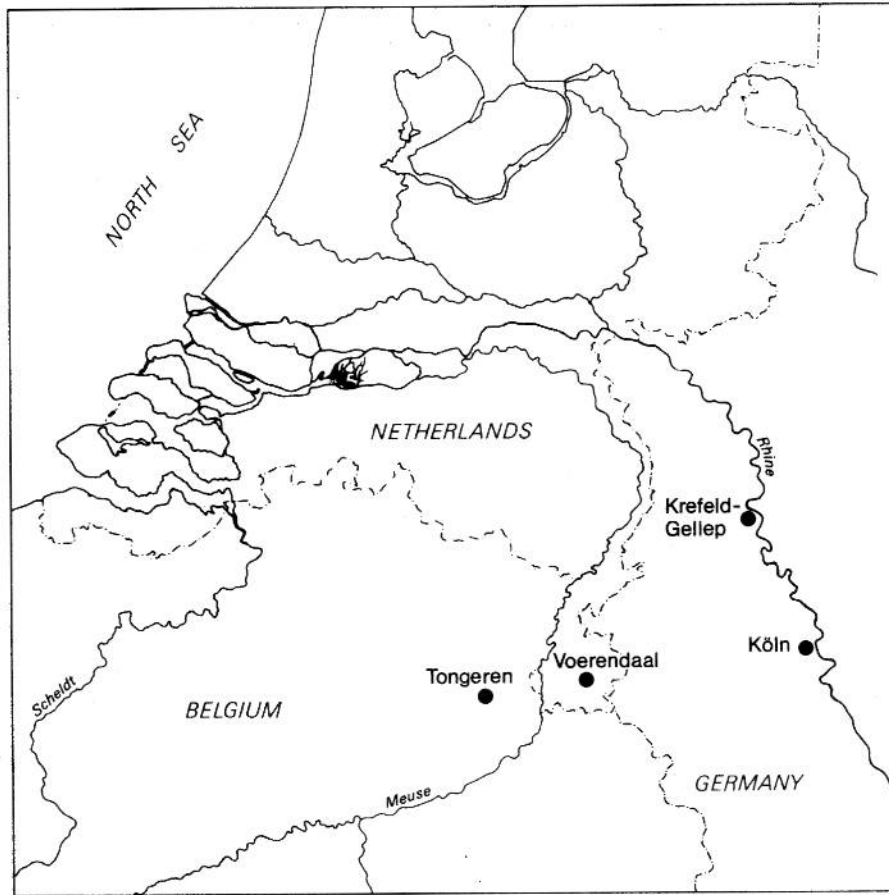 NORTH SEA
NETHERLANDS
Rhine
Krefeld-
Gellep
Köln
Voerendaal
Tongeren
Scheldt
BELGIUM
GERMANY
Meuse